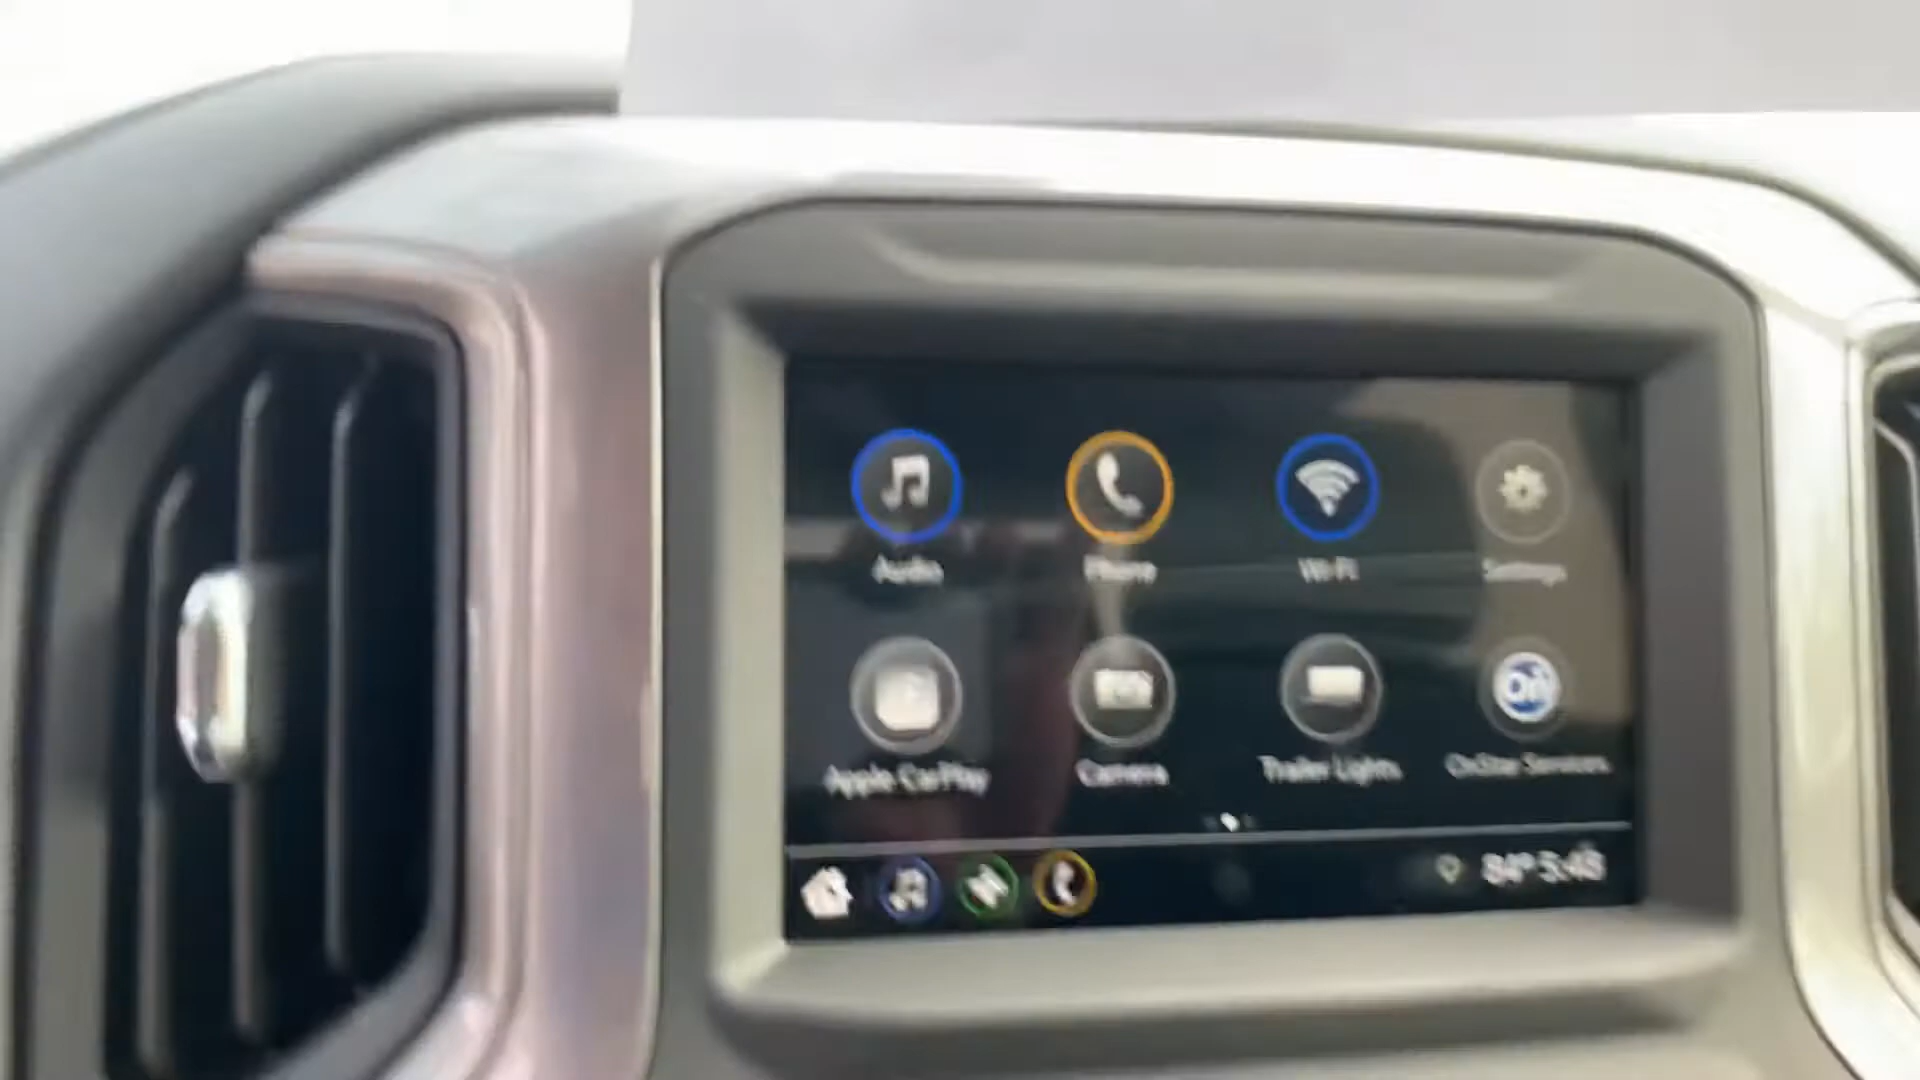 Audio Phone Wi-Fi Settings
Apple CarPlay Camera Trailer Lights OnStar Services
84° 5:48